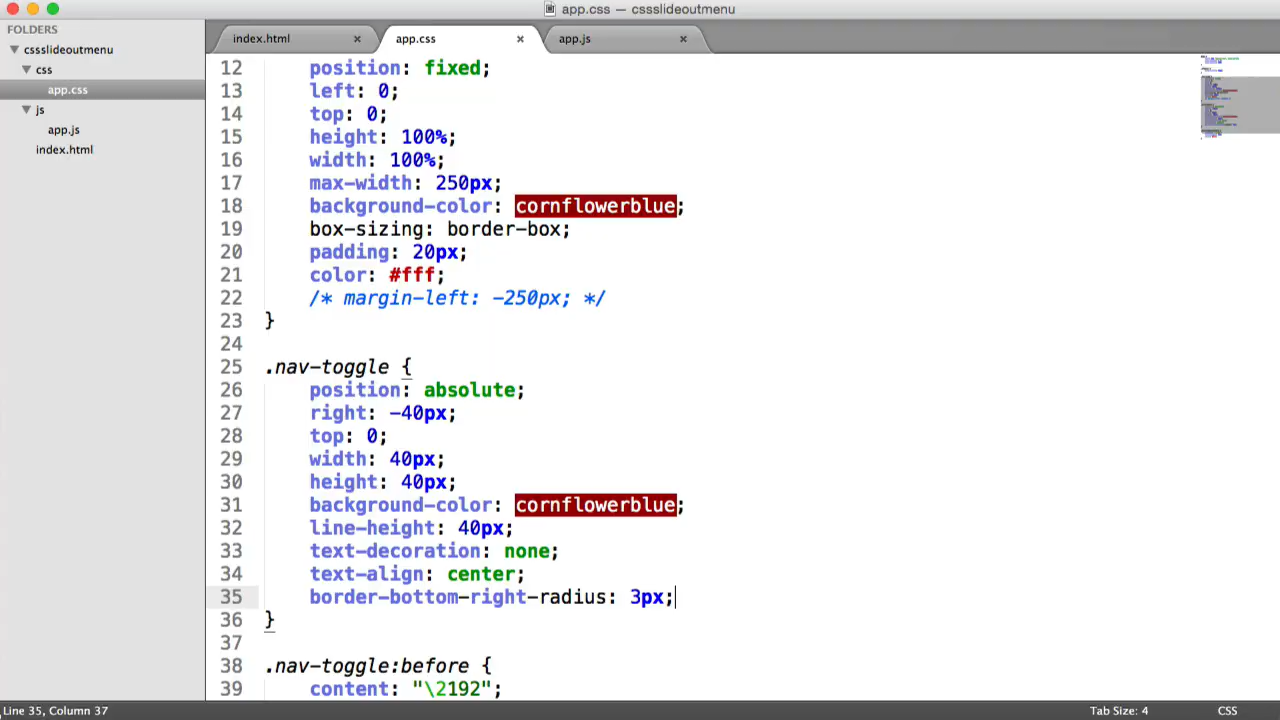 app.css — cssslideoutmenu
FOLDERS
cssslideoutmenu
css
app.css
js
app.js
index.html
index.html ×
app.css ×
app.js ×
12 position: fixed;
13 left: 0;
14 top: 0;
15 height: 100%;
16 width: 100%;
17 max-width: 250px;
18 background-color: cornflowerblue;
19 box-sizing: border-box;
20 padding: 20px;
21 color: #fff;
22 /* margin-left: -250px; */
23 }
24
25 .nav-toggle {
26 position: absolute;
27 right: -40px;
28 top: 0;
29 width: 40px;
30 height: 40px;
31 background-color: cornflowerblue;
32 line-height: 40px;
33 text-decoration: none;
34 text-align: center;
35 border-bottom-right-radius: 3px;
36 }
37
38 .nav-toggle:before {
39 content: "\2192";
Line 35, Column 37
Tab Size: 4
CSS